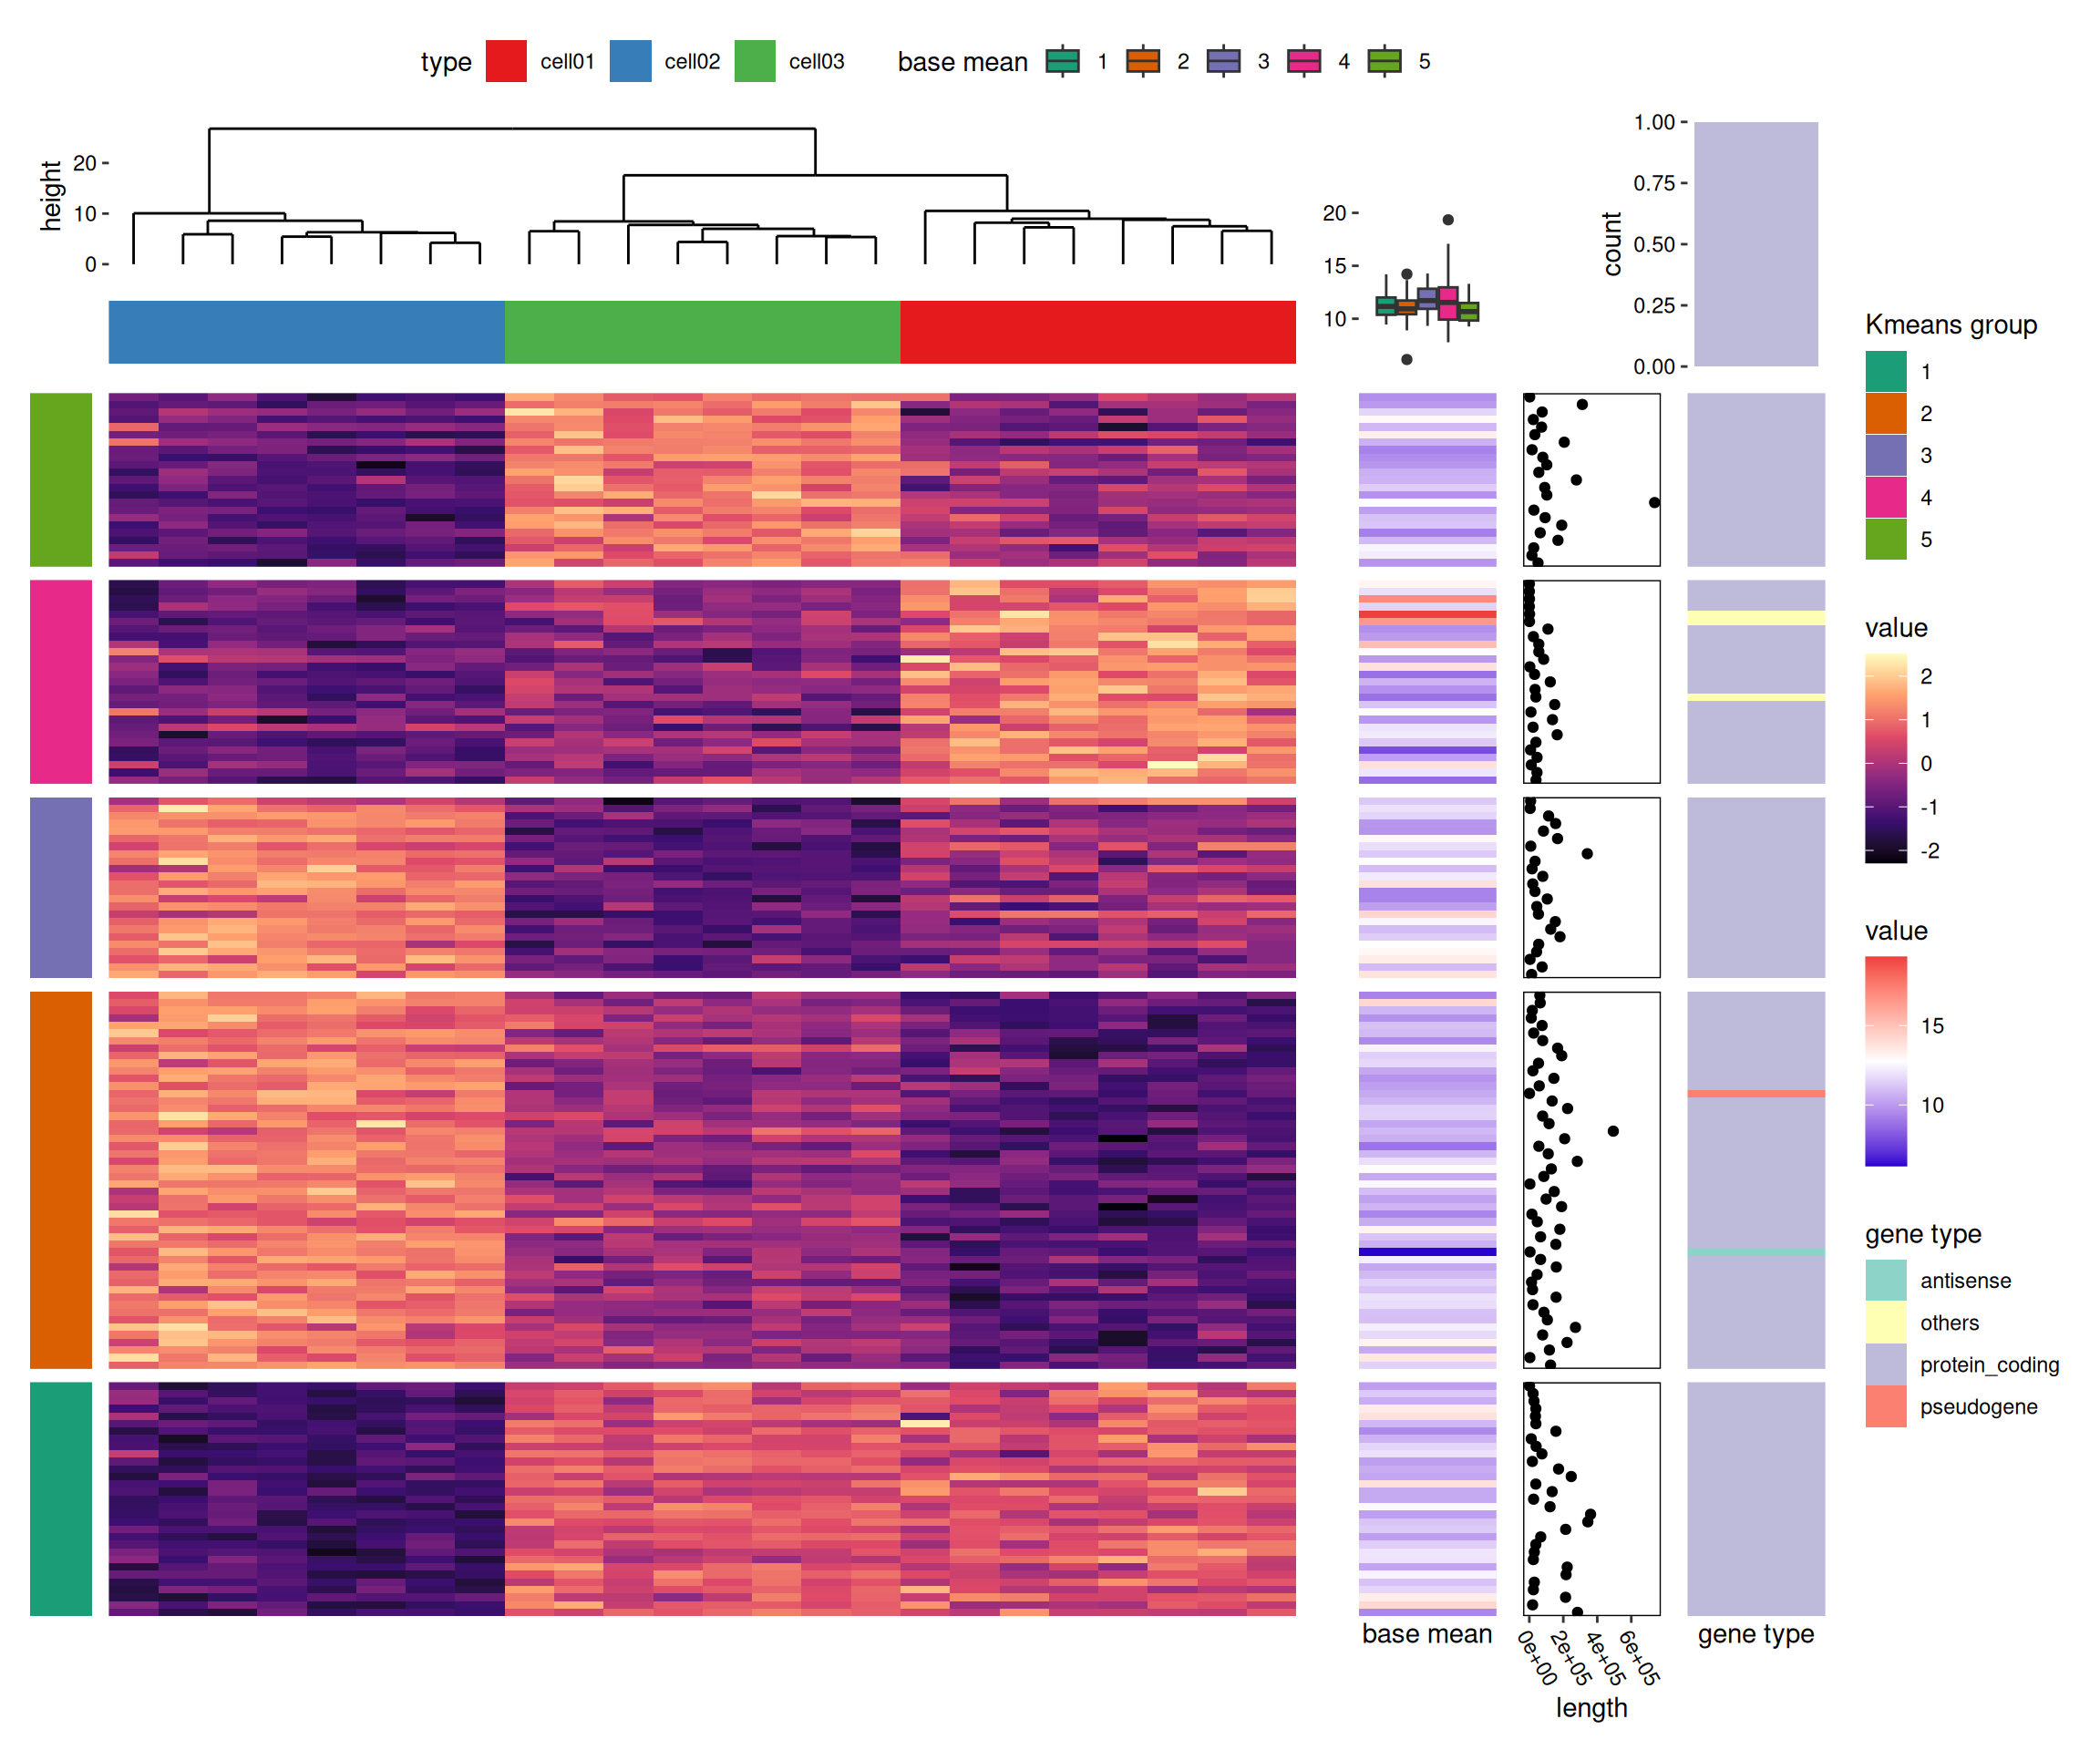 type cell01 cell02 cell03 base mean 1 2 3 4 5
height
20
10
0
20
15
10
count
1.00
0.75
0.50
0.25
0.00
Kmeans group
1
2
3
4
5
value
2
1
0
-1
-2
value
15
10
gene type
antisense
others
protein_coding
pseudogene
base mean
0e+00 2e+05 4e+05 6e+05
length
gene type